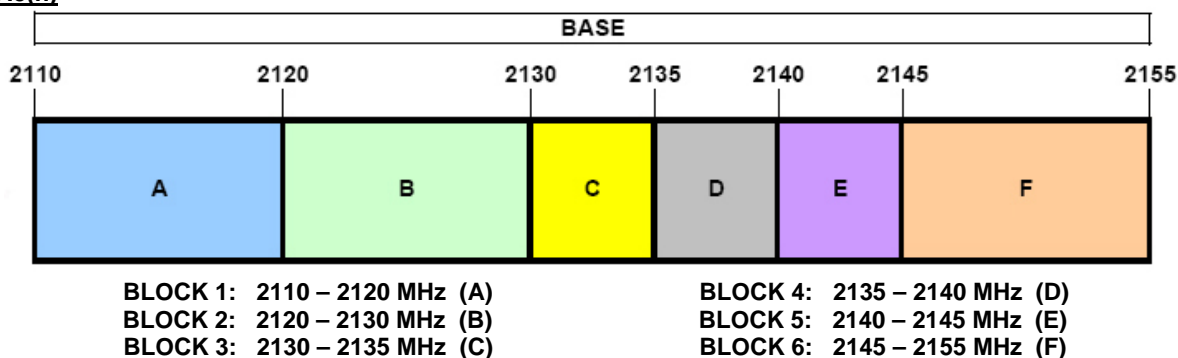 BASE
2110 2120 2130 2135 2140 2145 2155
A B C D E F
BLOCK 1: 2110 – 2120 MHz (A)
BLOCK 2: 2120 – 2130 MHz (B)
BLOCK 3: 2130 – 2135 MHz (C)
BLOCK 4: 2135 – 2140 MHz (D)
BLOCK 5: 2140 – 2145 MHz (E)
BLOCK 6: 2145 – 2155 MHz (F)